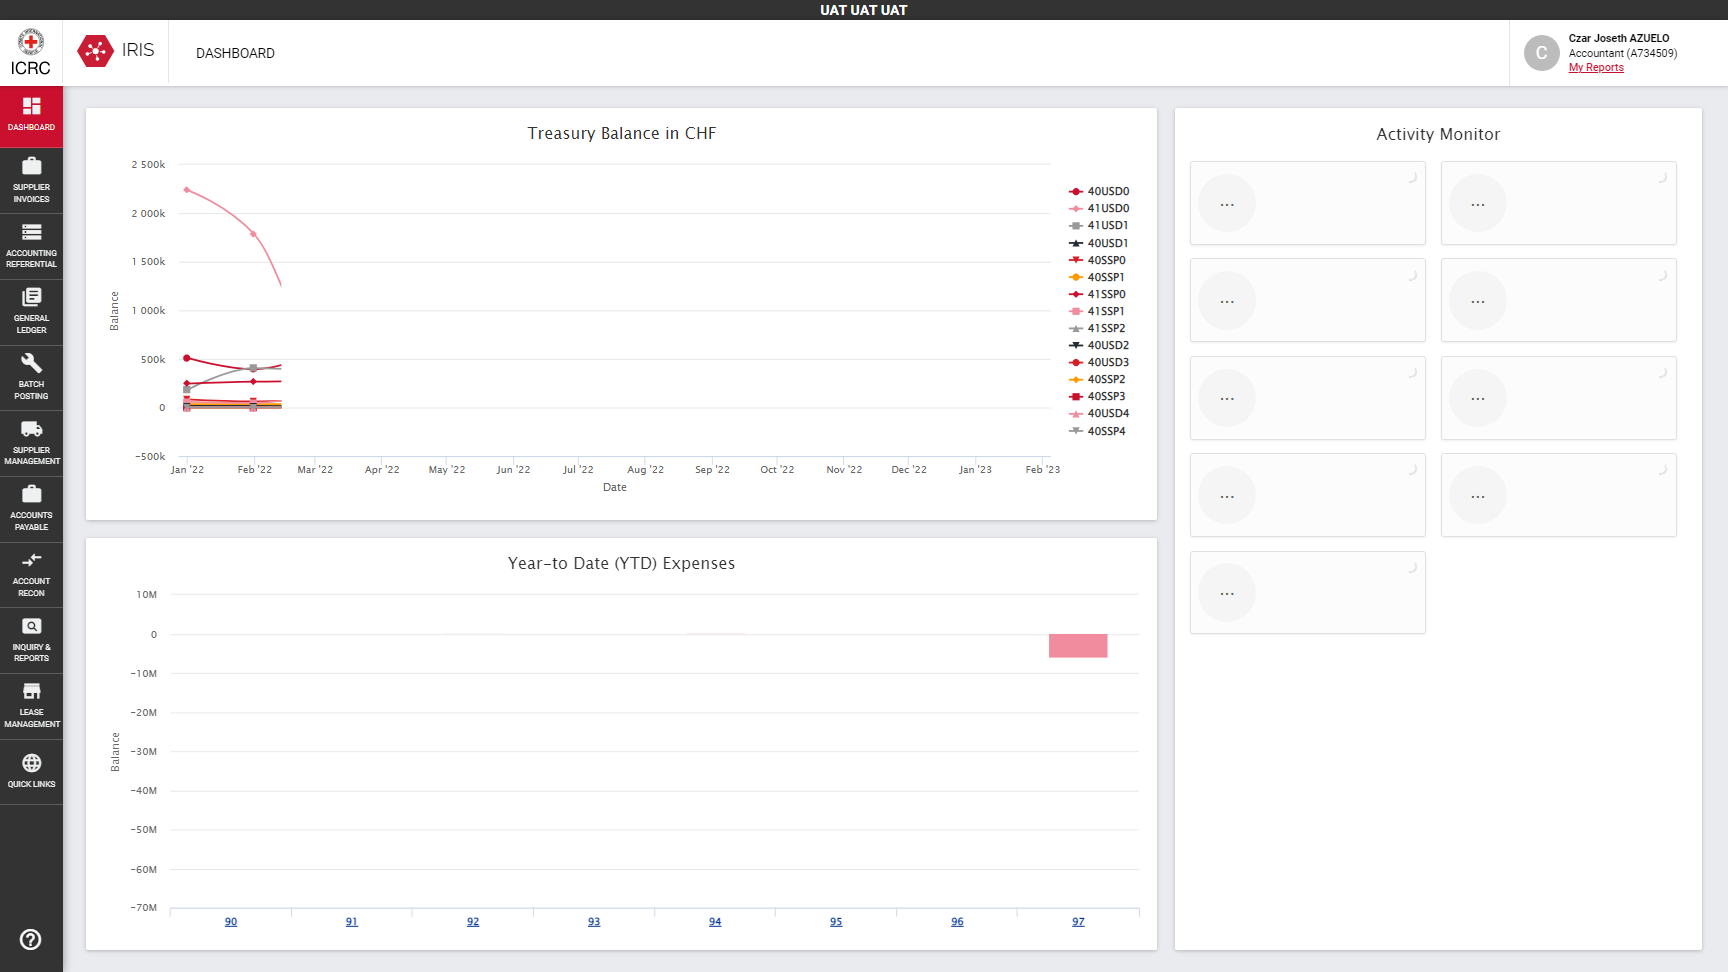 UAT UAT UAT
ICRC
IRIS
DASHBOARD
C
Czar Joseth AZUELO
Accountant (A734509)
My Reports
DASHBOARD
SUPPLIER
INVOICES
ACCOUNTING
REFERENTIAL
GENERAL
LEDGER
BATCH
POSTING
SUPPLIER
MANAGEMENT
ACCOUNTS
PAYABLE
ACCOUNT
RECON
INQUIRY &
REPORTS
LEASE
MANAGEMENT
QUICK LINKS
Treasury Balance in CHF
2 500k
2 000k
1 500k
1 000k
500k
0
−500k
Balance
Jan '22 Feb '22 Mar '22 Apr '22 May '22 Jun '22 Jul '22 Aug '22 Sep '22 Oct '22 Nov '22 Dec '22 Jan '23 Feb '23
Date
40USD0
41USD0
41USD1
40USD1
40SSP0
40SSP1
41SSP0
41SSP1
41SSP2
40USD2
40USD3
40SSP2
40SSP3
40USD4
40SSP4
Year-to Date (YTD) Expenses
10M
0
−10M
−20M
−30M
−40M
−50M
−60M
−70M
Balance
90 91 92 93 94 95 96 97
Activity Monitor
... ...
... ...
... ...
... ...
...